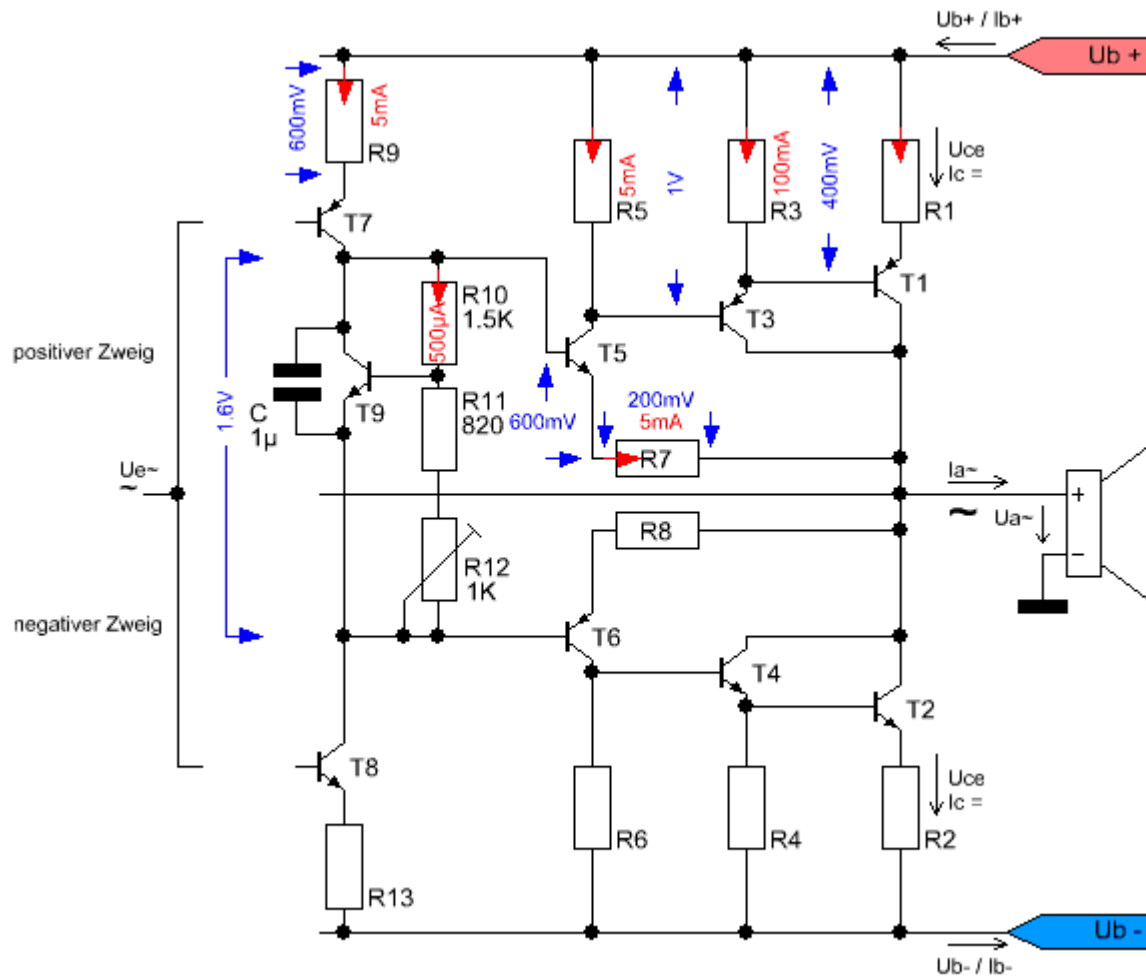 Ub+ / Ib+
Ub +
600mV
5mA
R9
5mA
R5
1V
100mA
R3
400mV
Uce
Ic =
R1
T7
T1
500µA
R10
1.5K
T3
positiver Zweig
T5
1.6V
C
1µ
T9
R11
820
600mV
200mV
5mA
R7
Ue~
~
Ia~
~
Ua~
+
-
R8
R12
1K
negativer Zweig
T6
T4
T2
T8
Uce
Ic =
R6
R4
R2
R13
Ub -
Ub- / Ib-